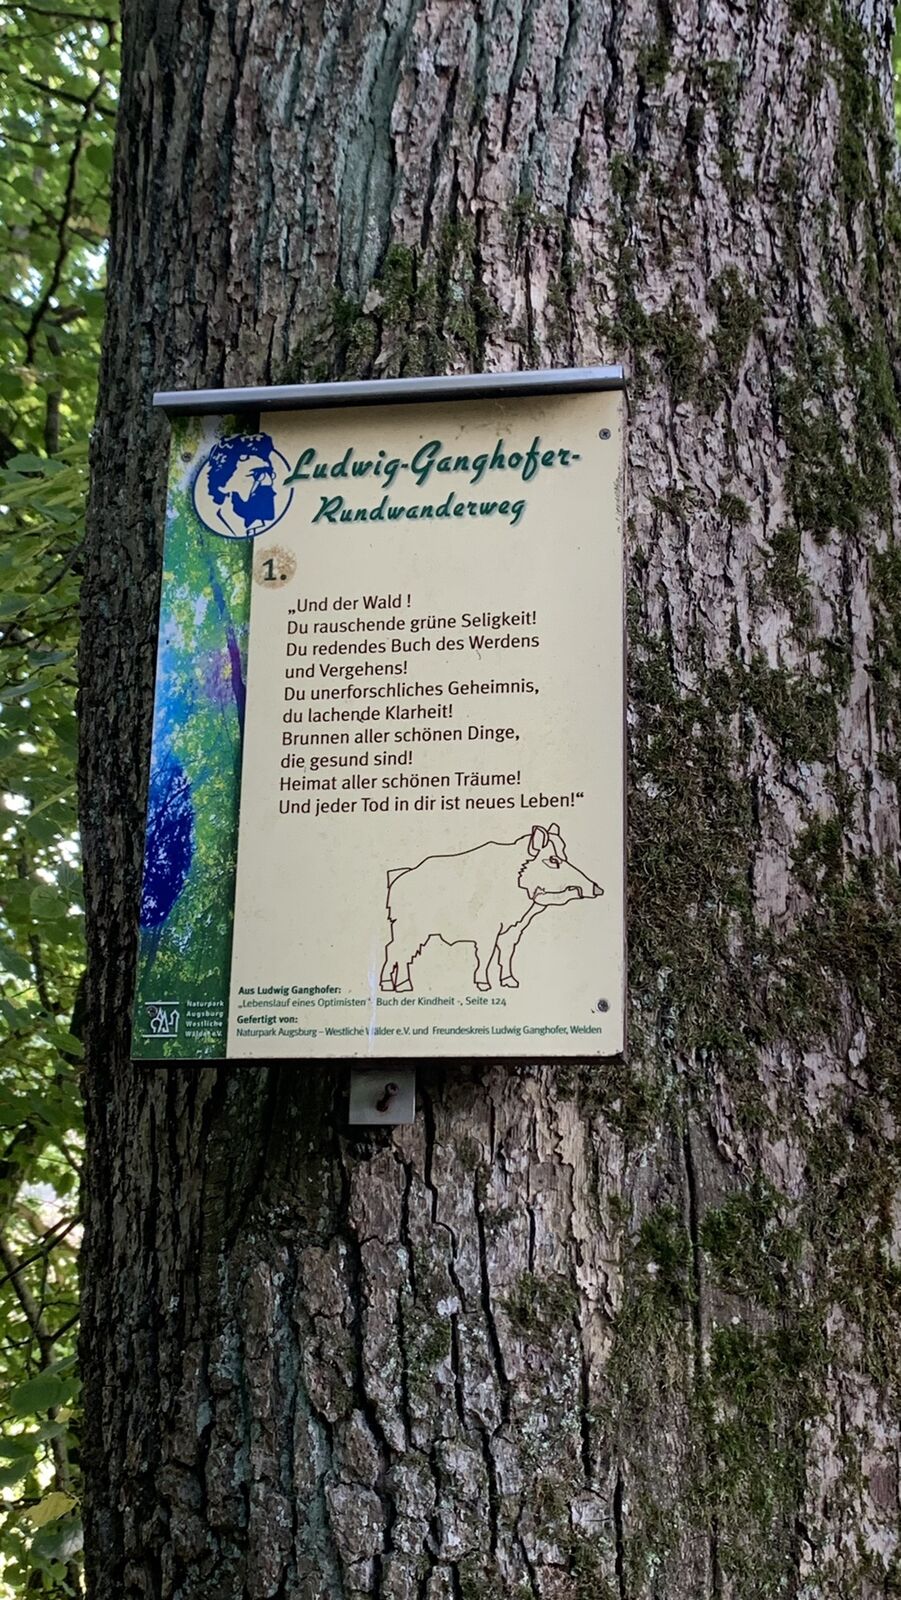 Ludwig-Ganghofer-
Rundwanderweg
1.
„Und der Wald !
Du rauschende grüne Seligkeit!
Du redendes Buch des Werdens
und Vergehens!
Du unerforschliches Geheimnis,
du lachende Klarheit!
Brunnen aller schönen Dinge,
die gesund sind!
Heimat aller schönen Träume!
Und jeder Tod in dir ist neues Leben!“
Aus Ludwig Ganghofer:
„Lebenslauf eines Optimisten“ - Buch der Kindheit -, Seite 124
Gefertigt von:
Naturpark Augsburg – Westliche Wälder e.V. und Freundeskreis Ludwig Ganghofer, Welden
Naturpark
Augsburg
Westliche
Wälder e.V.